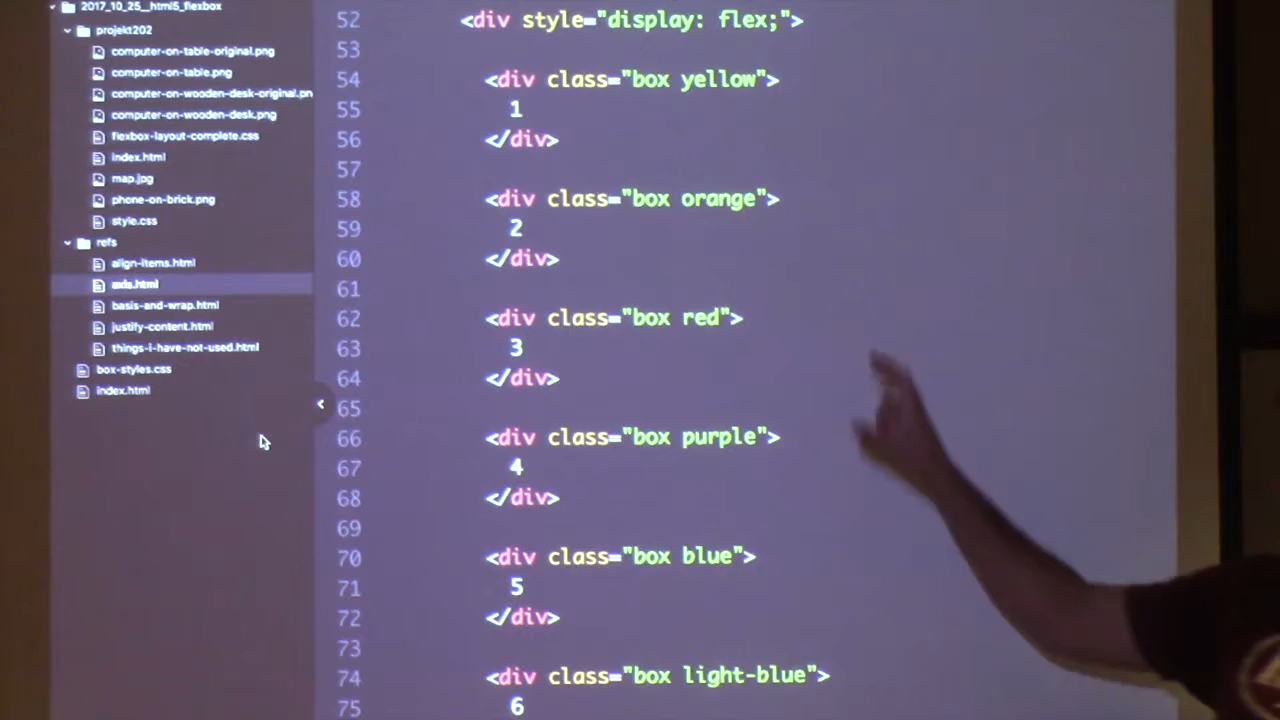 2017_10_25__html5_flexbox
projekt202
computer-on-table-original.png
computer-on-table.png
computer-on-wooden-desk-original.pn
computer-on-wooden-desk.png
flexbox-layout-complete.css
index.html
map.jpg
phone-on-brick.png
style.css
refs
align-items.html
axis.html
basis-and-wrap.html
justify-content.html
things-i-have-not-used.html
box-styles.css
index.html
52 <div style="display: flex;">
53
54 <div class="box yellow">
55 1
56 </div>
57
58 <div class="box orange">
59 2
60 </div>
61
62 <div class="box red">
63 3
64 </div>
65
66 <div class="box purple">
67 4
68 </div>
69
70 <div class="box blue">
71 5
72 </div>
73
74 <div class="box light-blue">
75 6